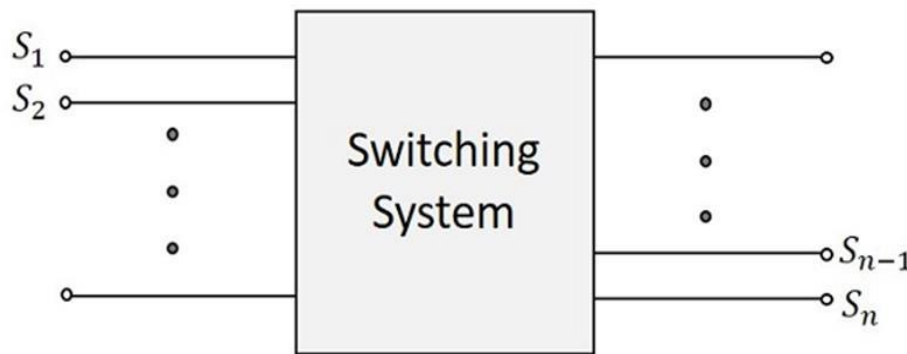 S₁
S₂
Switching
System
Sₙ₋₁
Sₙ